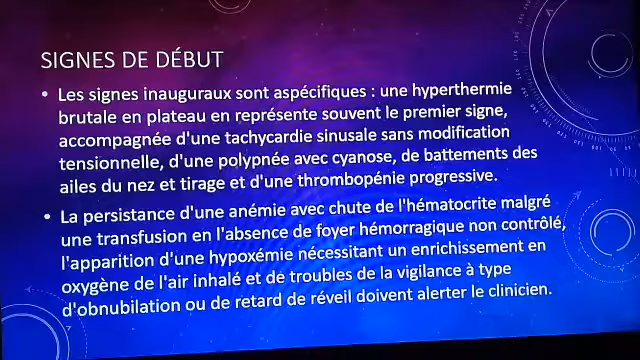 SIGNES DE DÉBUT
• Les signes inauguraux sont aspécifiques : une hyperthermie
brutale en plateau en représente souvent le premier signe,
accompagnée d'une tachycardie sinusale sans modification
tensionnelle, d'une polypnée avec cyanose, de battements des
ailes du nez et tirage et d'une thrombopénie progressive.
• La persistance d'une anémie avec chute de l'hématocrite malgré
une transfusion en l'absence de foyer hémorragique non contrôlé,
l'apparition d'une hypoxémie nécessitant un enrichissement en
oxygène de l'air inhalé et de troubles de la vigilance à type
d'obnubilation ou de retard de réveil doivent alerter le clinicien.